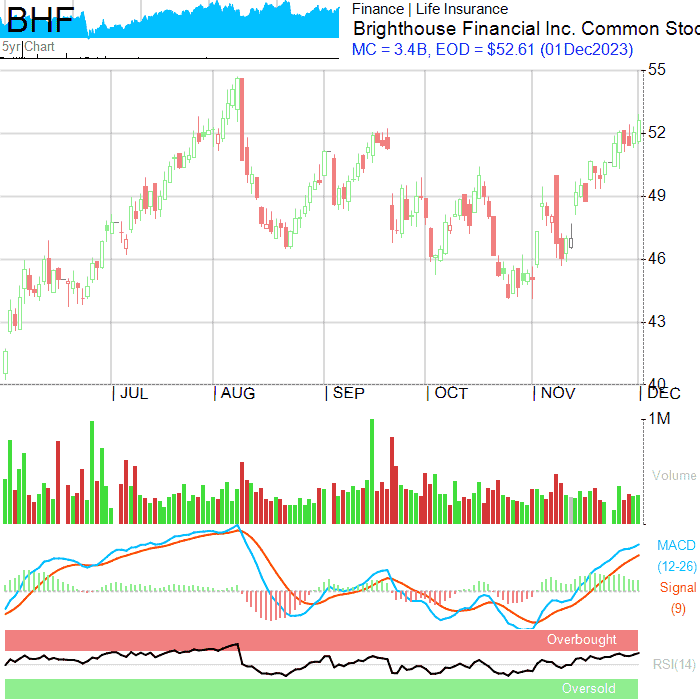 BHF
5yr Chart
Finance | Life Insurance
Brighthouse Financial Inc. Common Stoc
MC = 3.4B, EOD = $52.61 (01Dec2023)
55
52
49
46
43
40
| JUL | AUG | SEP | OCT | NOV | DEC
1M
Volume
MACD
(12-26)
Signal
(9)
Overbought
RSI(14)
Oversold